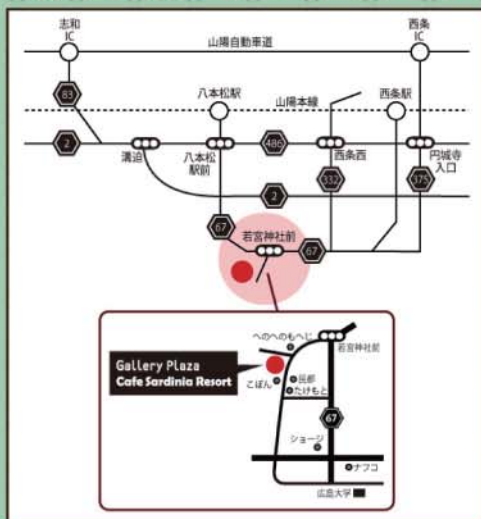 志和
IC
西条
IC
山陽自動車道
83
八本松駅
山陽本線
西条駅
2
溝迫
八本松
駅前
486
西条西
円城寺
入口
332
375
2
67
若宮神社前
67
へのへのもへじ
若宮神社前
Gallery Plaza
Cafe Sardinia Resort
こぼん
民都
たけもと
67
ショージ
ナフコ
広島大学